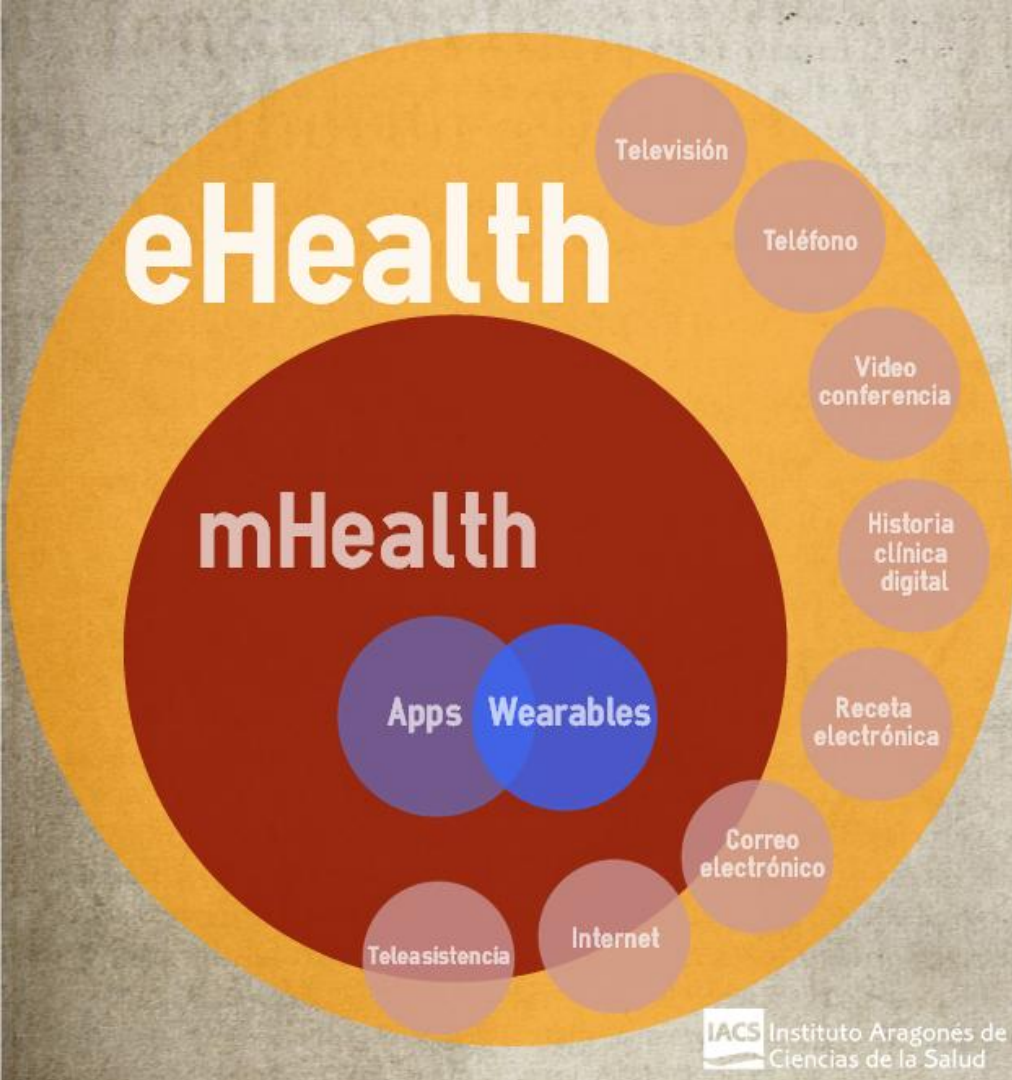 eHealth
Televisión
Teléfono
Video
conferencia
Historia
clínica
digital
Receta
electrónica
mHealth
Apps
Wearables
Correo
electrónico
Internet
Teleasistencia
IACS
Instituto Aragonés de
Ciencias de la Salud